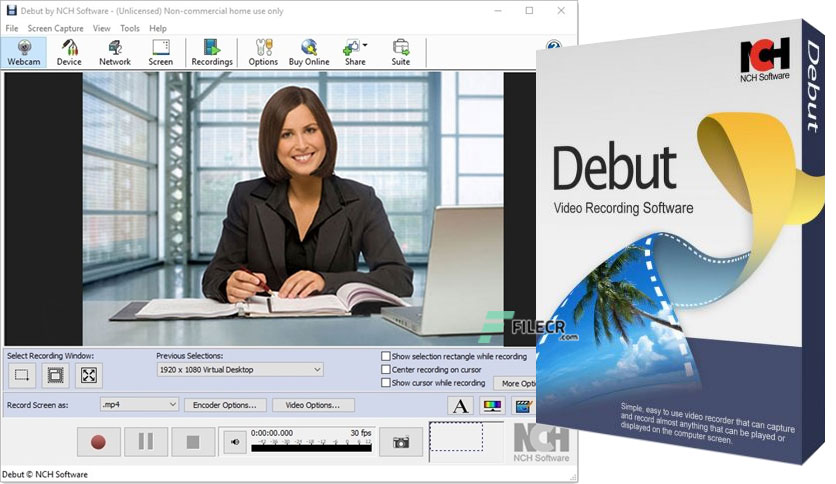 Debut by NCH Software - (Unlicensed) Non-commercial home use only
File Screen Capture View Tools Help
Webcam Device Network Screen Recordings Options Buy Online Share Suite
?
FILECR
.com
Select Recording Window:
Previous Selections:
1920 x 1080 Virtual Desktop
Show selection rectangle while recording
Center recording on cursor
Show cursor while recording
More Opti
Record Screen as:
.mp4
Encoder Options...
Video Options...
A
0:00:00.000
30 fps
NCH
NCH Software
Debut © NCH Software
NCH
NCH Software
Debut
Debut
Video Recording Software
Simple, easy to use video recorder that can capture
and record almost anything that can be played or
displayed on the computer screen.